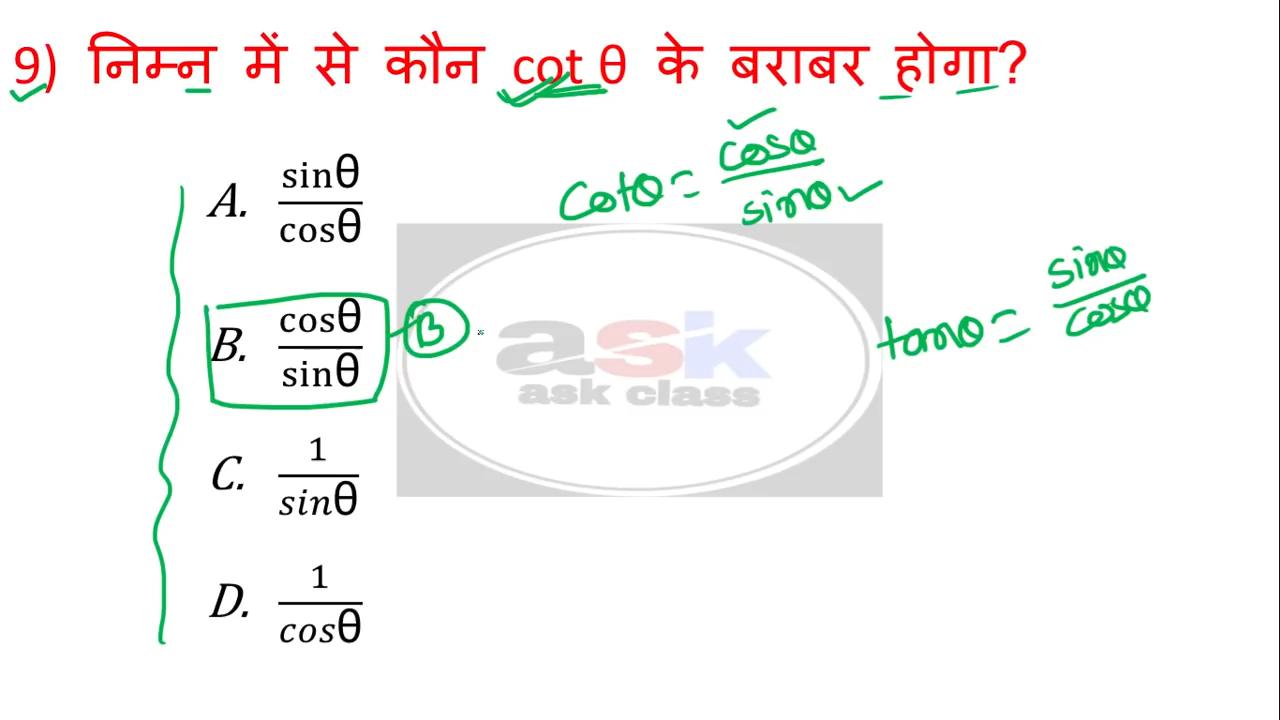 9) निम्न में से कौन cot θ के बराबर होगा?
cotθ = cosθ/sinθ
A. sinθ/cosθ
tanθ = sinθ/cosθ
B. cosθ/sinθ B
ask
ask class
C. 1/sinθ
D. 1/cosθ